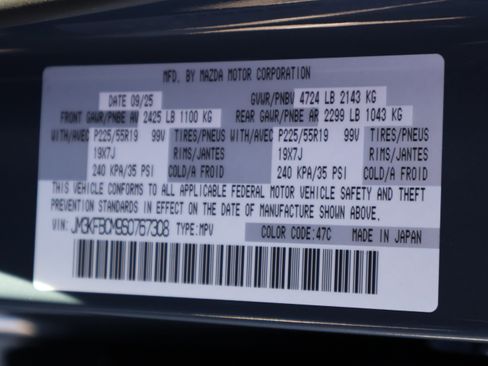 MFD. BY MAZDA MOTOR CORPORATION
DATE 09/25 GVWR/PNBV 4724 LB 2143 KG
FRONT GAWR/PNBE AV 2425 LB 1100 KG REAR GAWR/PNBE AR 2299 LB 1043 KG
WITH/AVEC P225/55R19 99V TIRES/PNEUS WITH/AVEC P225/55R19 99V TIRES/PNEUS
19X7J RIMS/JANTES 19X7J RIMS/JANTES
240 KPA/35 PSI COLD/A FROID 240 KPA/35 PSI COLD/A FROID
THIS VEHICLE CONFORMS TO ALL APPLICABLE FEDERAL MOTOR VEHICLE SAFETY AND THEFT
PREVENTION STANDARDS IN EFFECT ON THE DATE OF MANUFACTURE SHOWN ABOVE.
VIN: JM3KFBCM9S0767308 TYPE:MPV COLOR CODE:47C MADE IN JAPAN